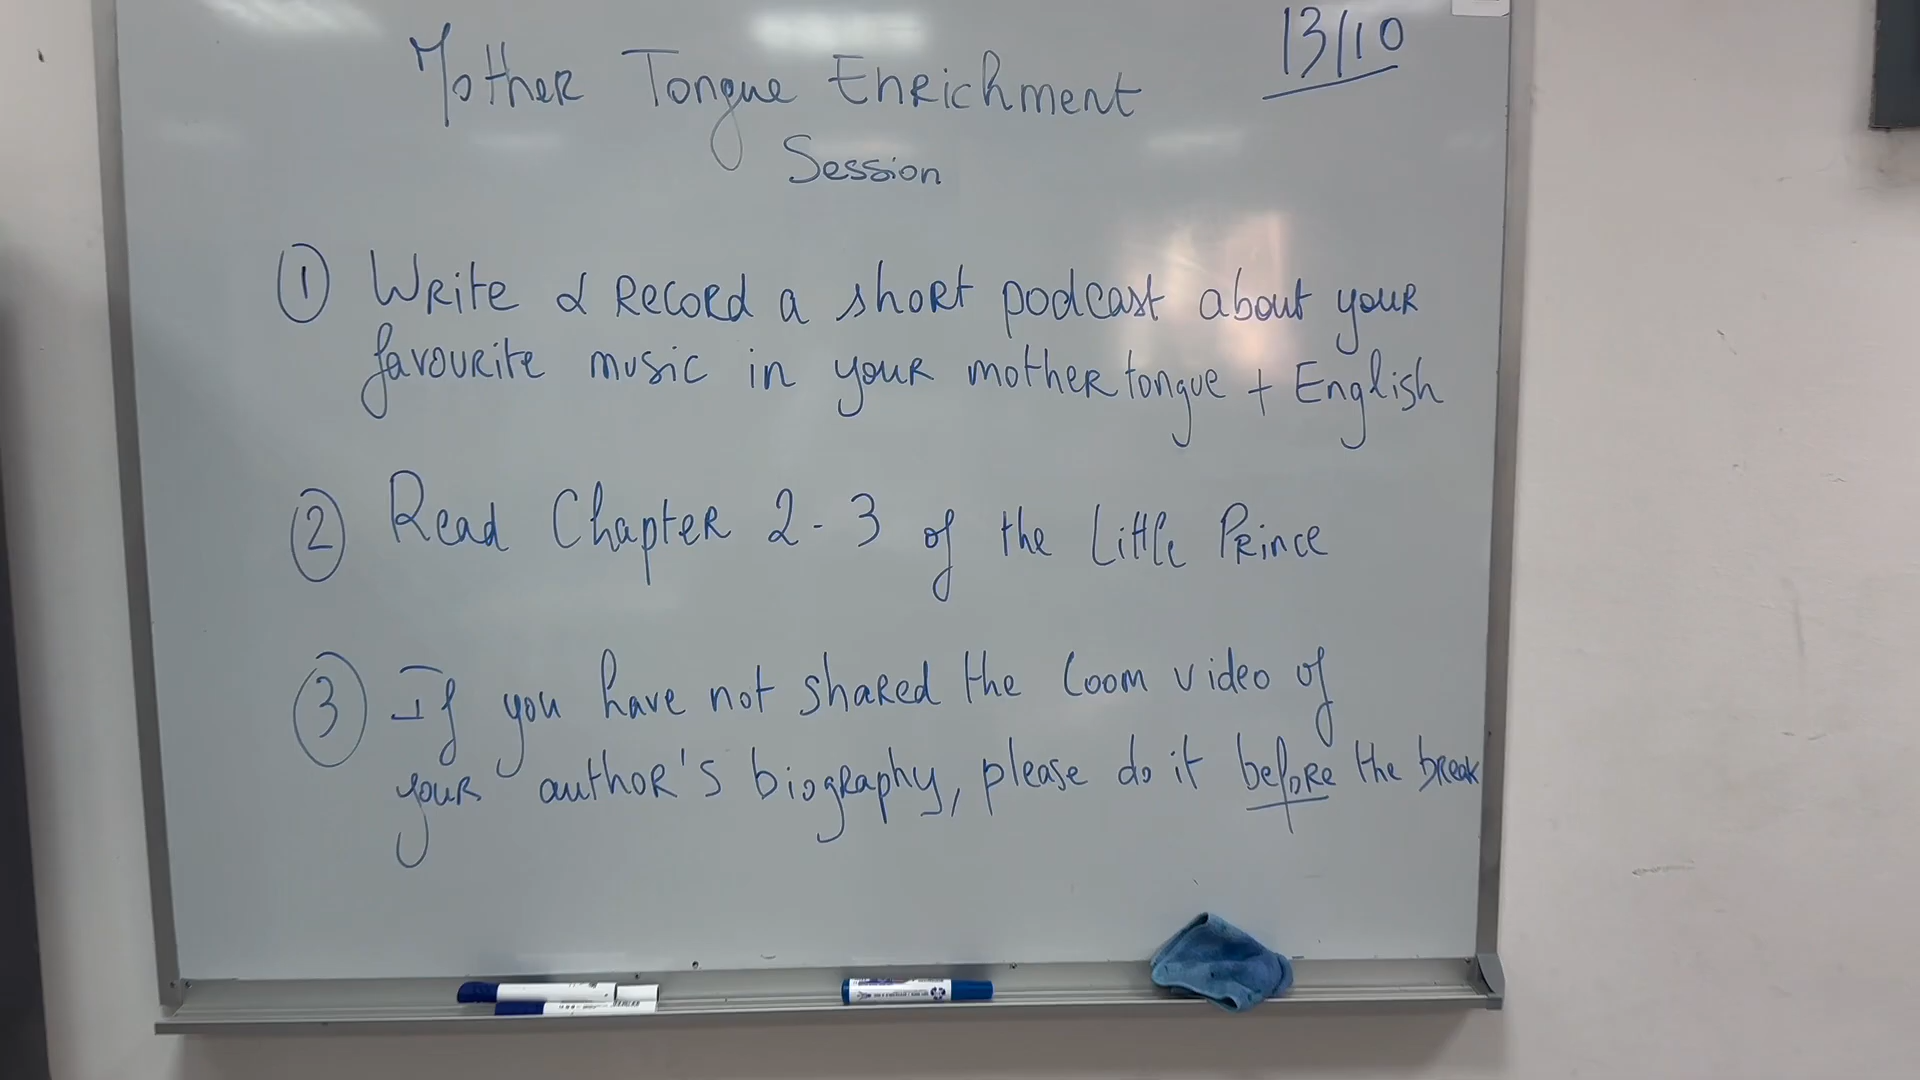 13/10
Mother Tongue Enrichment
Session
① Write & Record a short podcast about your
favourite music in your mother tongue + English
② Read Chapter 2-3 of the Little Prince
③ If you have not shared the Loom video of
your author's biography, please do it before the break